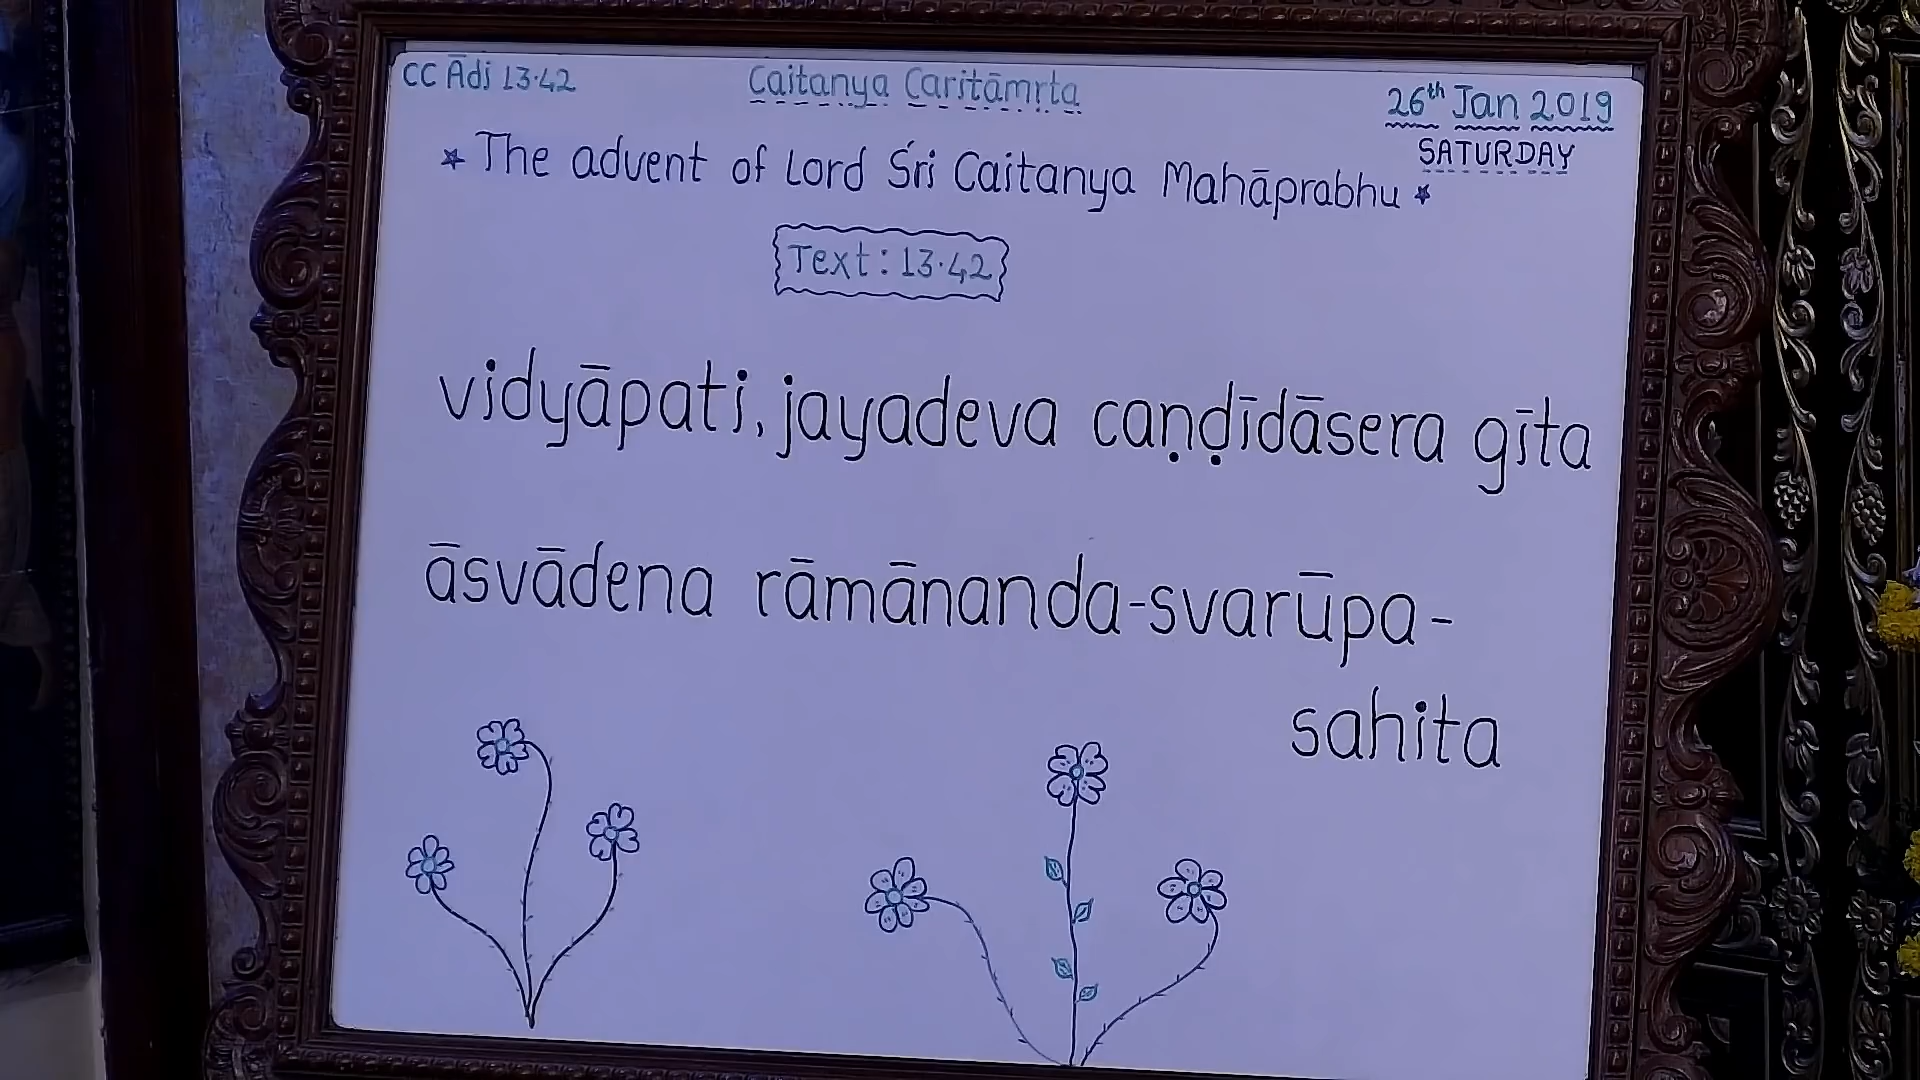 CC Ādi 13·42
Caitanya Caritāmṛta
26th Jan 2019
SATURDAY
* The advent of Lord Śri Caitanya Mahāprabhu *
Text : 13·42
vidyāpati, jayadeva caṇḍīdāsera gīta
āsvādena rāmānanda-svarūpa-
sahita